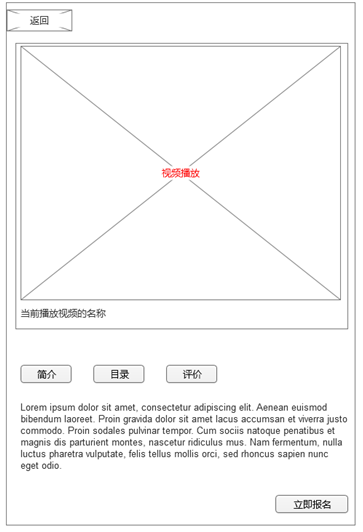 返回
视频播放
当前播放视频的名称
简介
目录
评价
Lorem ipsum dolor sit amet, consectetur adipiscing elit. Aenean euismod
bibendum laoreet. Proin gravida dolor sit amet lacus accumsan et viverra justo
commodo. Proin sodales pulvinar tempor. Cum sociis natoque penatibus et
magnis dis parturient montes, nascetur ridiculus mus. Nam fermentum, nulla
luctus pharetra vulputate, felis tellus mollis orci, sed rhoncus sapien nunc
eget odio.
立即报名